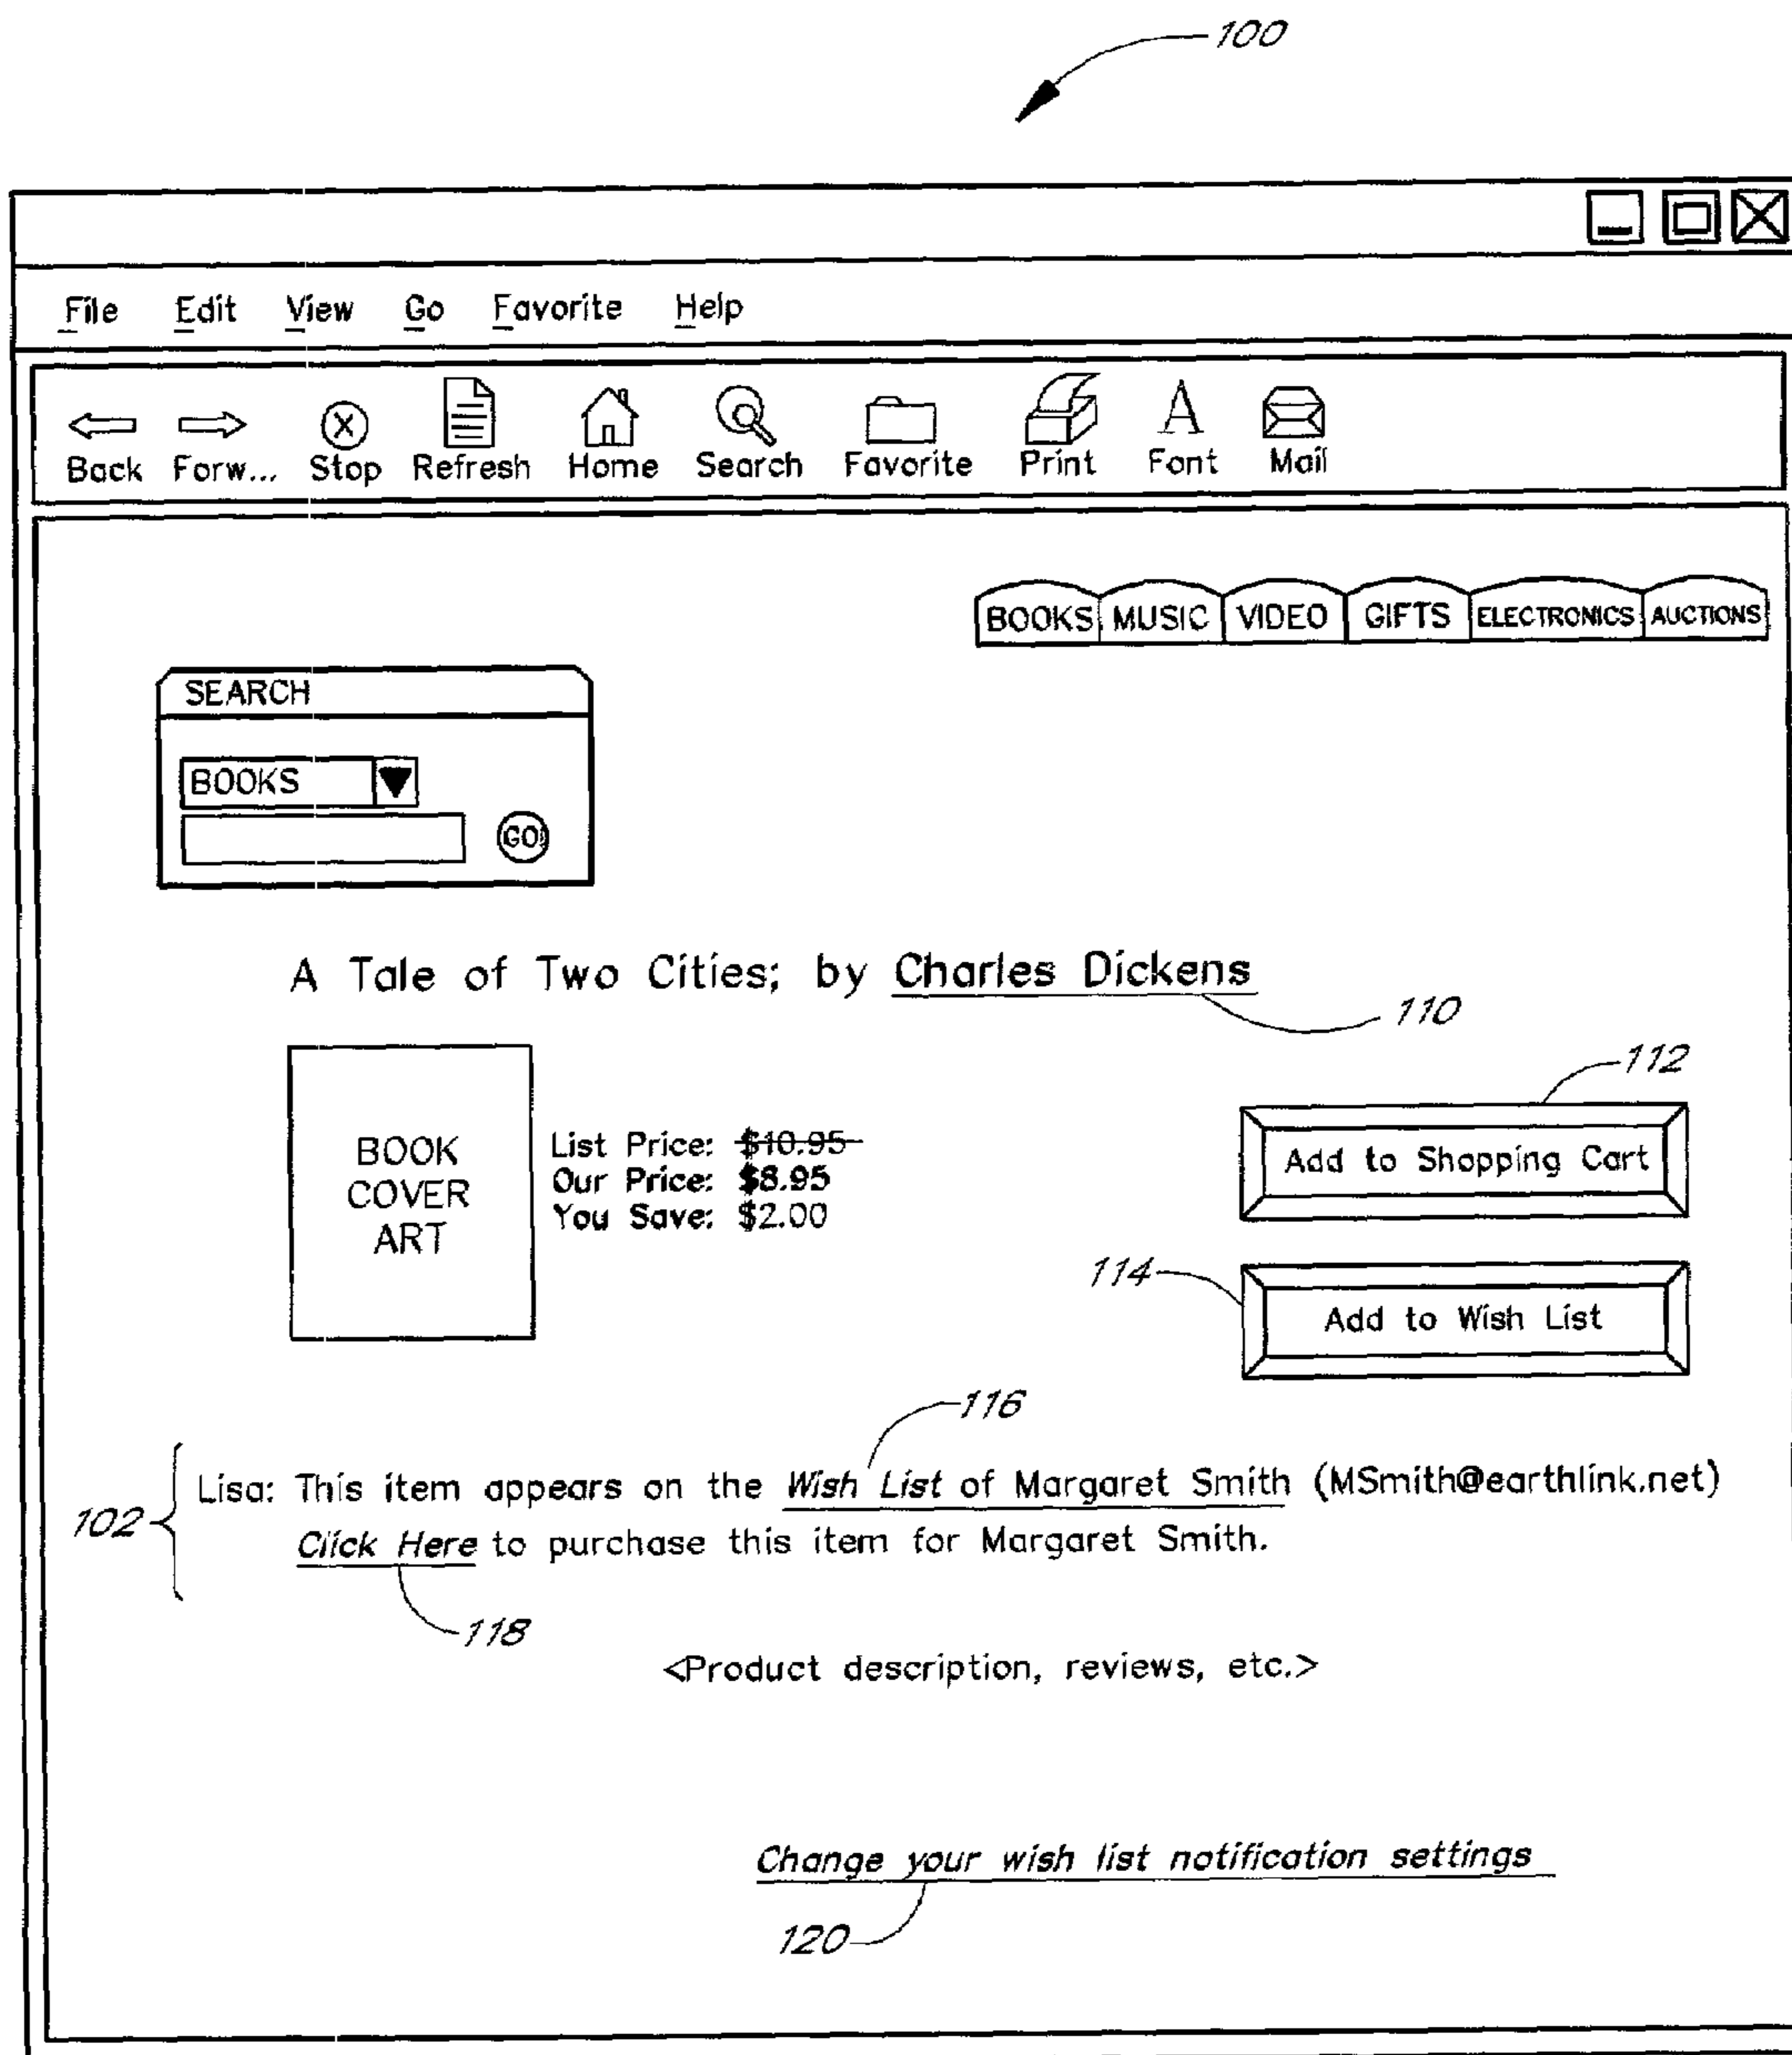 100
File Edit View Go Favorite Help
Back Forw... Stop Refresh Home Search Favorite Print Font Mail
BOOKS MUSIC VIDEO GIFTS ELECTRONICS AUCTIONS
SEARCH
BOOKS
GO!
A Tale of Two Cities; by Charles Dickens
110
112
BOOK
COVER
ART
List Price: $10.95
Our Price: $8.95
You Save: $2.00
Add to Shopping Cart
114
Add to Wish List
116
102
Lisa: This item appears on the Wish List of Margaret Smith (MSmith@earthlink.net)
Click Here to purchase this item for Margaret Smith.
118
<Product description, reviews, etc.>
Change your wish list notification settings
120